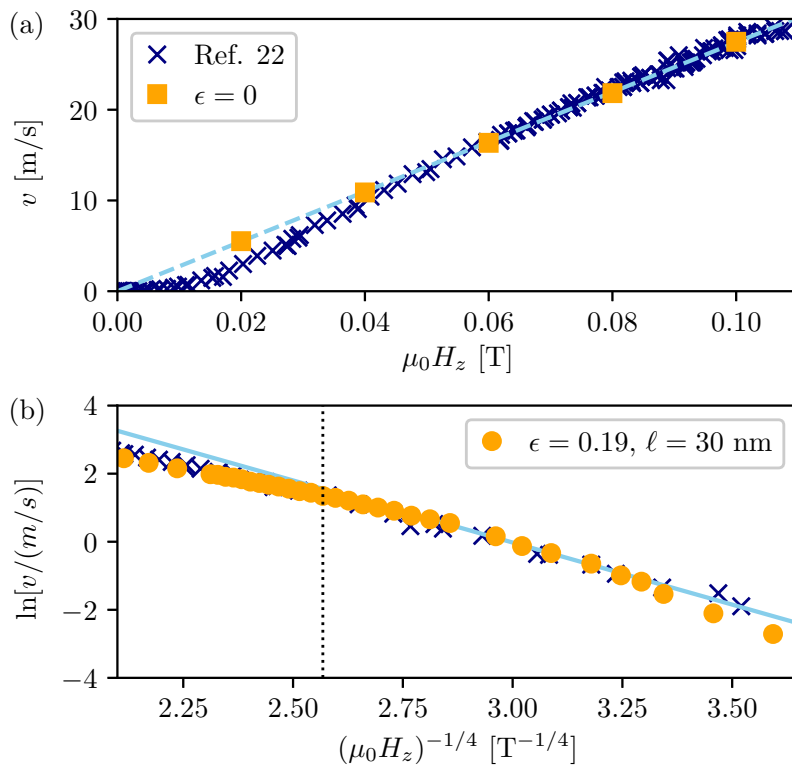 (a)
30
20
10
0
v [m/s]
Ref. 22
ϵ = 0
0.00 0.02 0.04 0.06 0.08 0.10
μ₀H_z [T]
(b)
4
2
0
−2
−4
ln[v/(m/s)]
ϵ = 0.19, ℓ = 30 nm
2.25 2.50 2.75 3.00 3.25 3.50
(μ₀H_z)^{−1/4} [T^{−1/4}]